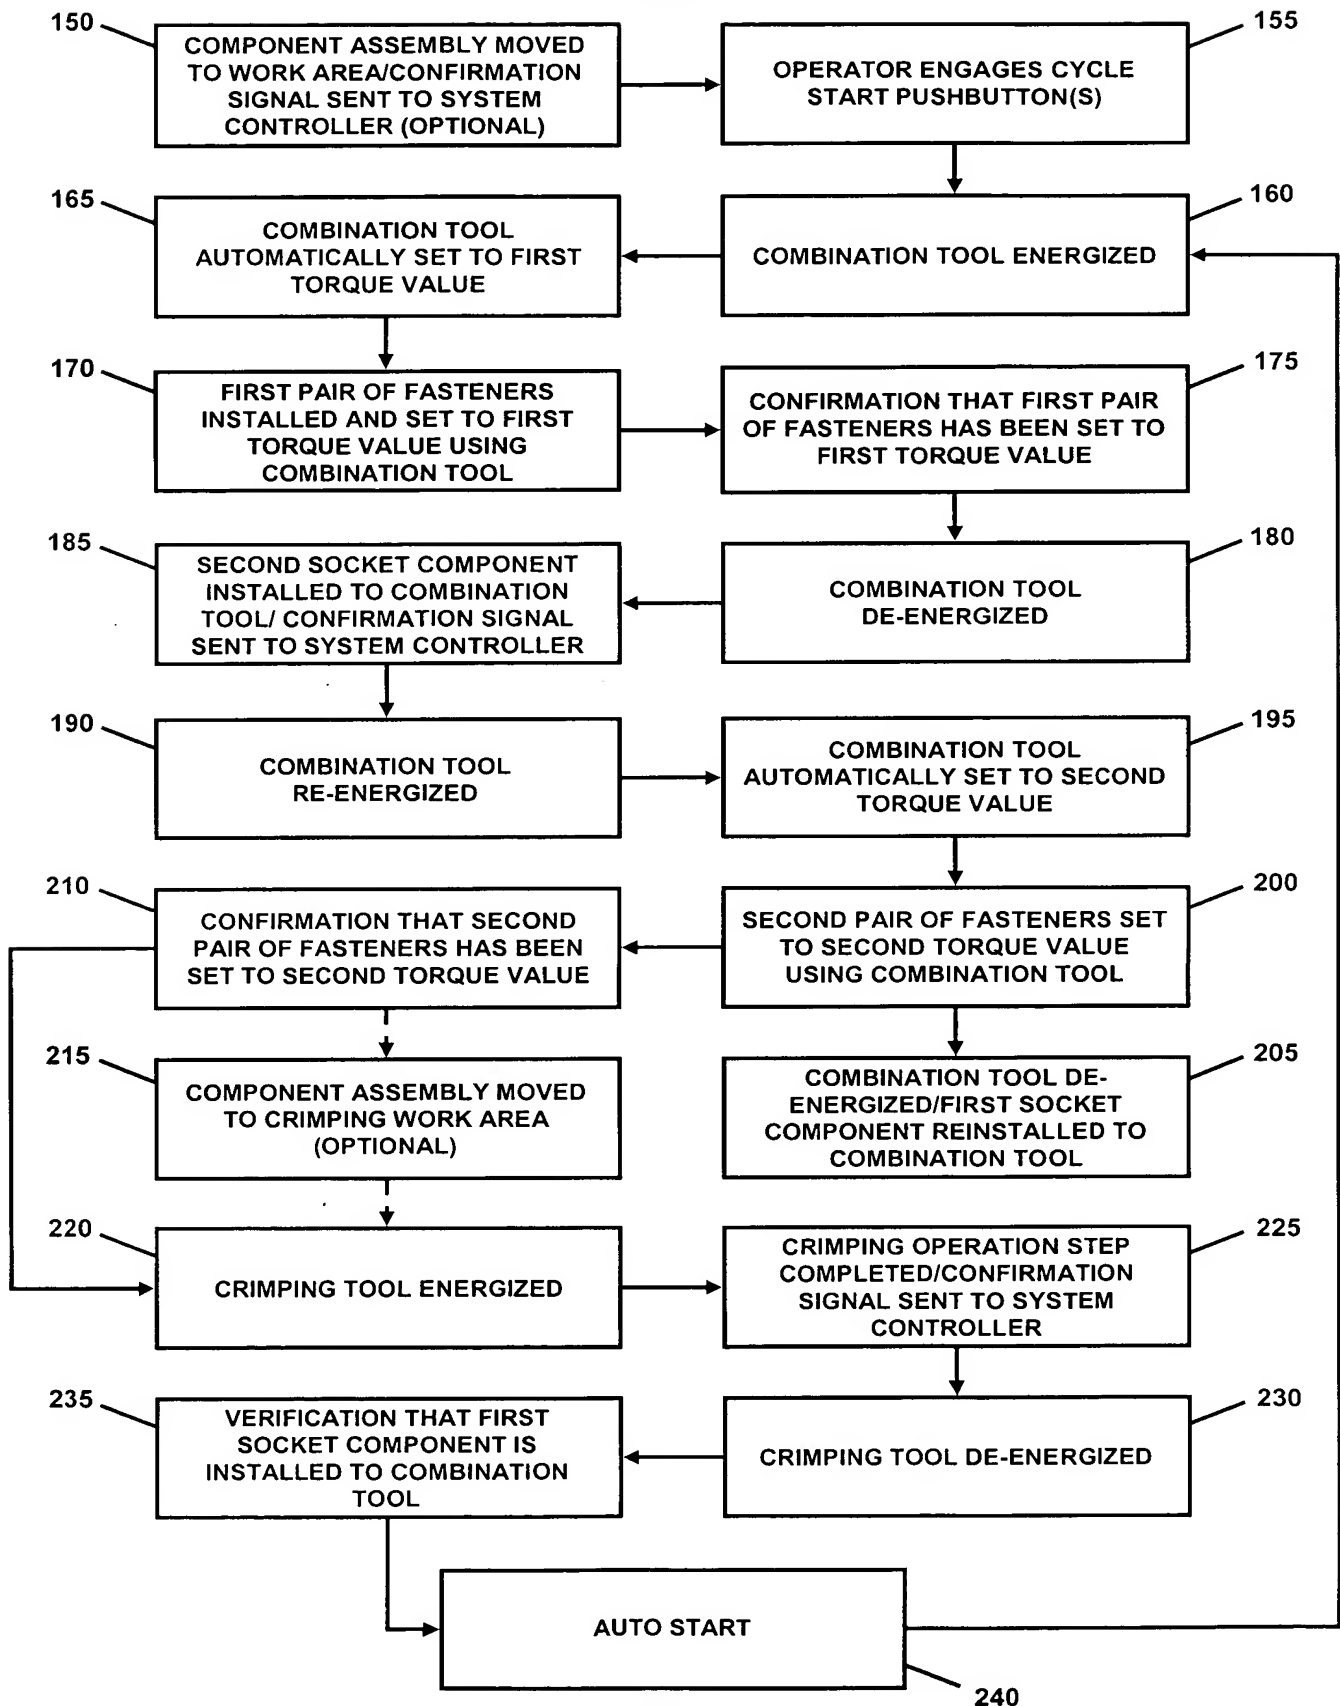 150
COMPONENT ASSEMBLY MOVED
TO WORK AREA/CONFIRMATION
SIGNAL SENT TO SYSTEM
CONTROLLER (OPTIONAL)
155
OPERATOR ENGAGES CYCLE
START PUSHBUTTON(S)
160
COMBINATION TOOL ENERGIZED
165
COMBINATION TOOL
AUTOMATICALLY SET TO FIRST
TORQUE VALUE
170
FIRST PAIR OF FASTENERS
INSTALLED AND SET TO FIRST
TORQUE VALUE USING
COMBINATION TOOL
175
CONFIRMATION THAT FIRST PAIR
OF FASTENERS HAS BEEN SET TO
FIRST TORQUE VALUE
180
COMBINATION TOOL
DE-ENERGIZED
185
SECOND SOCKET COMPONENT
INSTALLED TO COMBINATION
TOOL/ CONFIRMATION SIGNAL
SENT TO SYSTEM CONTROLLER
190
COMBINATION TOOL
RE-ENERGIZED
195
COMBINATION TOOL
AUTOMATICALLY SET TO SECOND
TORQUE VALUE
200
SECOND PAIR OF FASTENERS SET
TO SECOND TORQUE VALUE
USING COMBINATION TOOL
210
CONFIRMATION THAT SECOND
PAIR OF FASTENERS HAS BEEN
SET TO SECOND TORQUE VALUE
205
COMBINATION TOOL DE-
ENERGIZED/FIRST SOCKET
COMPONENT REINSTALLED TO
COMBINATION TOOL
215
COMPONENT ASSEMBLY MOVED
TO CRIMPING WORK AREA
(OPTIONAL)
220
CRIMPING TOOL ENERGIZED
225
CRIMPING OPERATION STEP
COMPLETED/CONFIRMATION
SIGNAL SENT TO SYSTEM
CONTROLLER
230
CRIMPING TOOL DE-ENERGIZED
235
VERIFICATION THAT FIRST
SOCKET COMPONENT IS
INSTALLED TO COMBINATION
TOOL
AUTO START
240